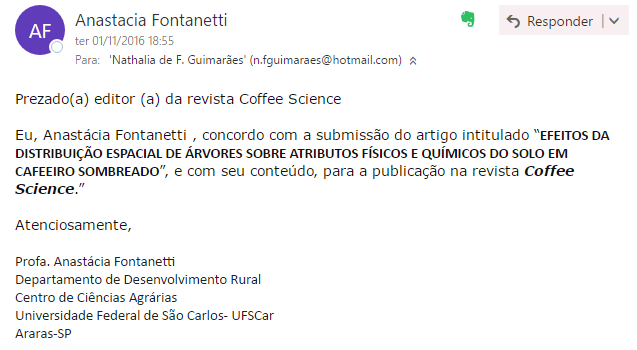 AF
Anastacia Fontanetti
ter 01/11/2016 18:55
Para: 'Nathalia de F. Guimarães' (n.fguimaraes@hotmail.com)
Responder
Prezado(a) editor (a) da revista Coffee Science
Eu, Anastácia Fontanetti , concordo com a submissão do artigo intitulado “EFEITOS DA
DISTRIBUIÇÃO ESPACIAL DE ÁRVORES SOBRE ATRIBUTOS FÍSICOS E QUÍMICOS DO SOLO EM
CAFEEIRO SOMBREADO”, e com seu conteúdo, para a publicação na revista Coffee
Science.”
Atenciosamente,
Profa. Anastácia Fontanetti
Departamento de Desenvolvimento Rural
Centro de Ciências Agrárias
Universidade Federal de São Carlos- UFSCar
Araras-SP